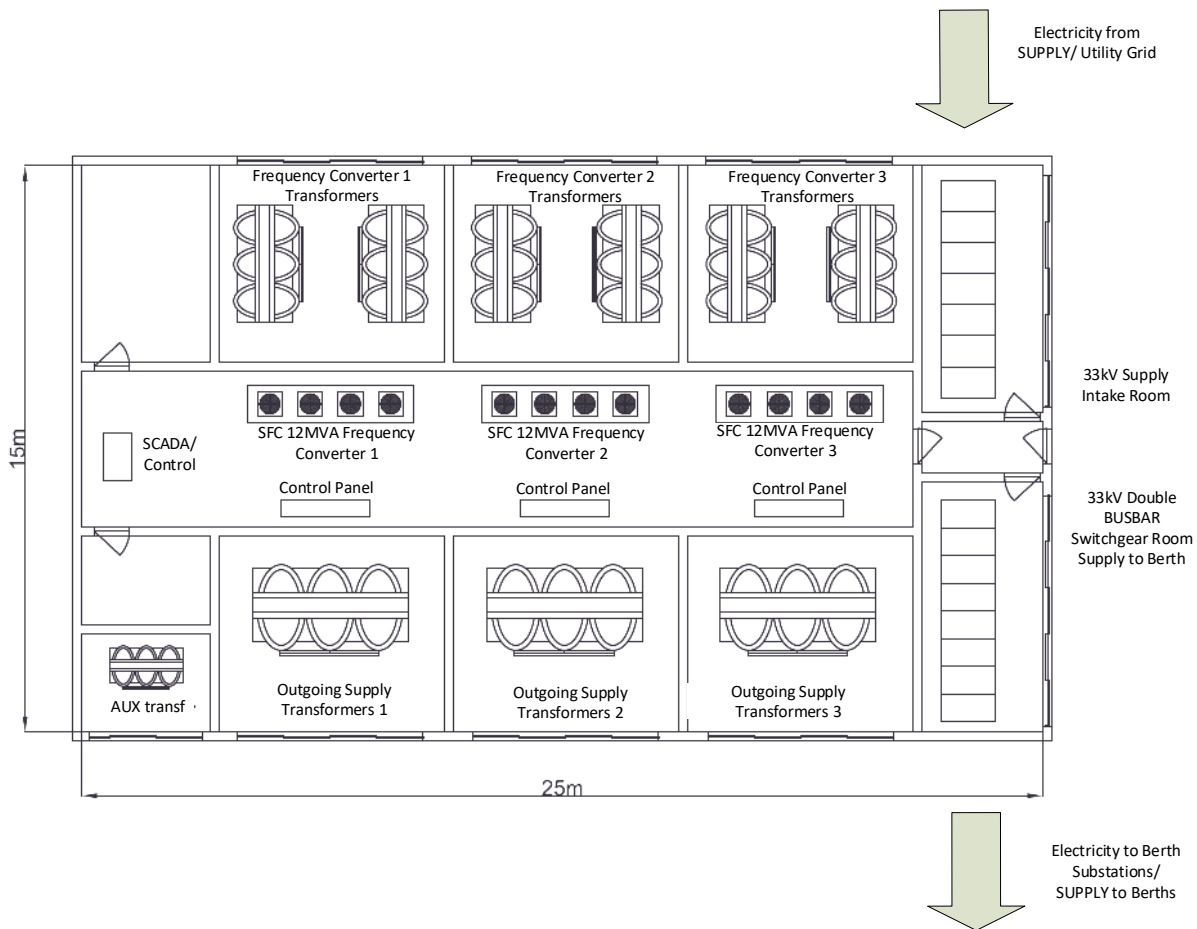 Electricity from
SUPPLY/ Utility Grid
Frequency Converter 1
Transformers
Frequency Converter 2
Transformers
Frequency Converter 3
Transformers
33kV Supply
Intake Room
SCADA/
Control
SFC 12MVA Frequency
Converter 1
SFC 12MVA Frequency
Converter 2
SFC 12MVA Frequency
Converter 3
Control Panel
Control Panel
Control Panel
15m
33kV Double
BUSBAR
Switchgear Room
Supply to Berth
AUX transf
Outgoing Supply
Transformers 1
Outgoing Supply
Transformers 2
Outgoing Supply
Transformers 3
25m
Electricity to Berth
Substations/
SUPPLY to Berths